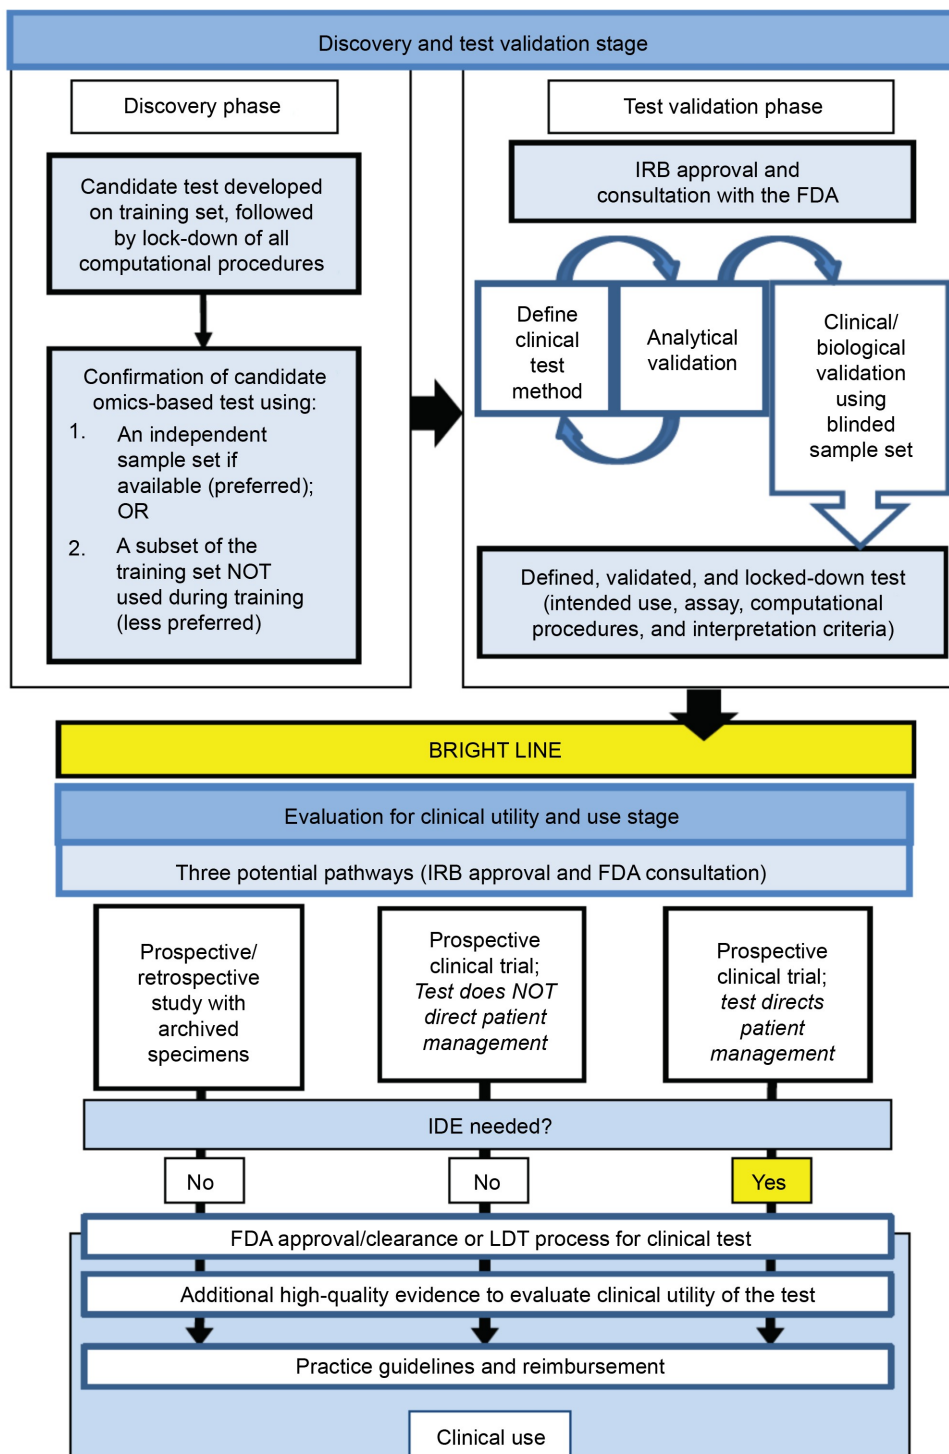 Discovery and test validation stage
Discovery phase
Candidate test developed
on training set, followed
by lock-down of all
computational procedures
Confirmation of candidate
omics-based test using:
1. An independent
sample set if
available (preferred);
OR
2. A subset of the
training set NOT
used during training
(less preferred)
Test validation phase
IRB approval and
consultation with the FDA
Define
clinical
test
method
Analytical
validation
Clinical/
biological
validation
using
blinded
sample set
Defined, validated, and locked-down test
(intended use, assay, computational
procedures, and interpretation criteria)
BRIGHT LINE
Evaluation for clinical utility and use stage
Three potential pathways (IRB approval and FDA consultation)
Prospective/
retrospective
study with
archived
specimens
Prospective
clinical trial;
Test does NOT
direct patient
management
Prospective
clinical trial;
test directs
patient
management
IDE needed?
No
No
Yes
FDA approval/clearance or LDT process for clinical test
Additional high-quality evidence to evaluate clinical utility of the test
Practice guidelines and reimbursement
Clinical use